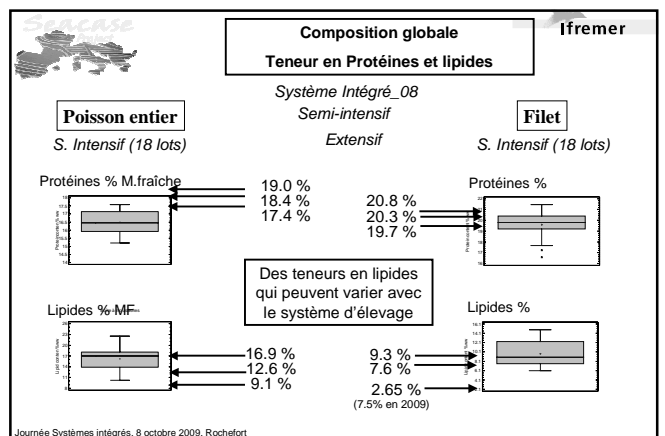 Seacase
Project
Ifremer
Composition globale
Teneur en Protéines et lipides
Système Intégré_08
Semi-intensif
Extensif
Poisson entier
S. Intensif (18 lots)
Filet
S. Intensif (18 lots)
Protéines % M.fraîche
19.0 %
18.4 %
17.4 %
20.8 %
20.3 %
19.7 %
Protéines %
Des teneurs en lipides
qui peuvent varier avec
le système d'élevage
Lipides % MF
16.9 %
12.6 %
9.1 %
9.3 %
7.6 %
2.65 %
(7.5% en 2009)
Lipides %
Journée Systèmes intégrés, 8 octobre 2009, Rochefort